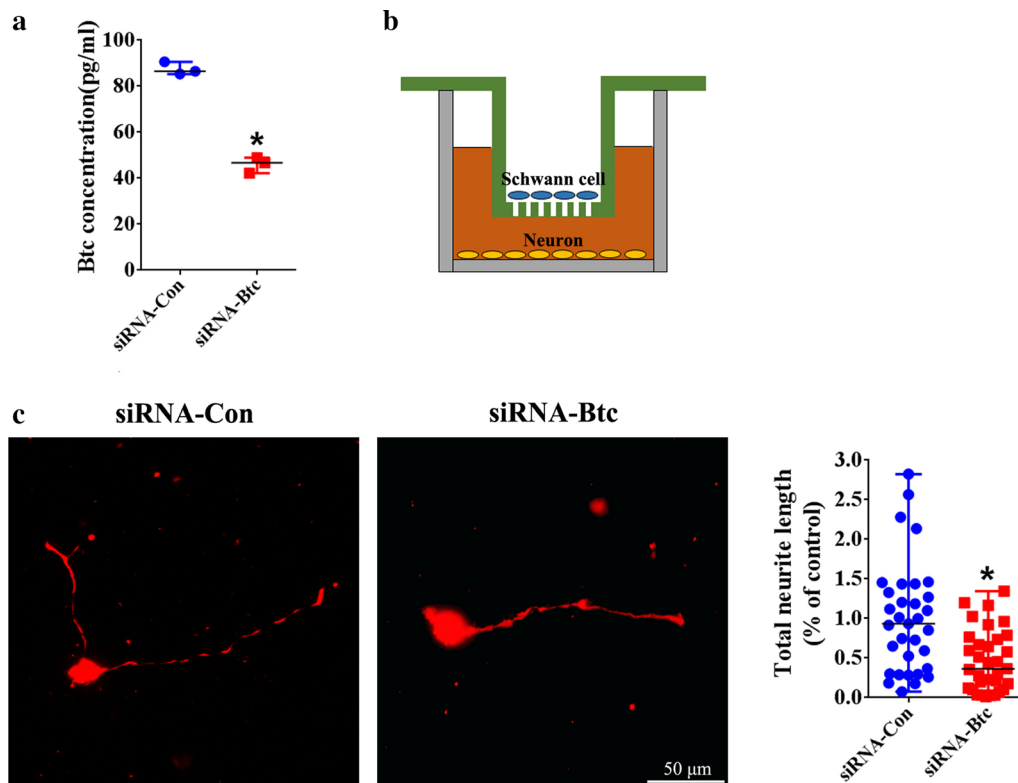 a
Btc concentration(pg/ml)
100
80
60
40
20
0
*
siRNA-Con
siRNA-Btc
b
Schwann cell
Neuron
c
siRNA-Con
siRNA-Btc
50 μm
Total neurite length
(% of control)
3.0
2.5
2.0
1.5
1.0
0.5
0.0
*
siRNA-Con
siRNA-Btc